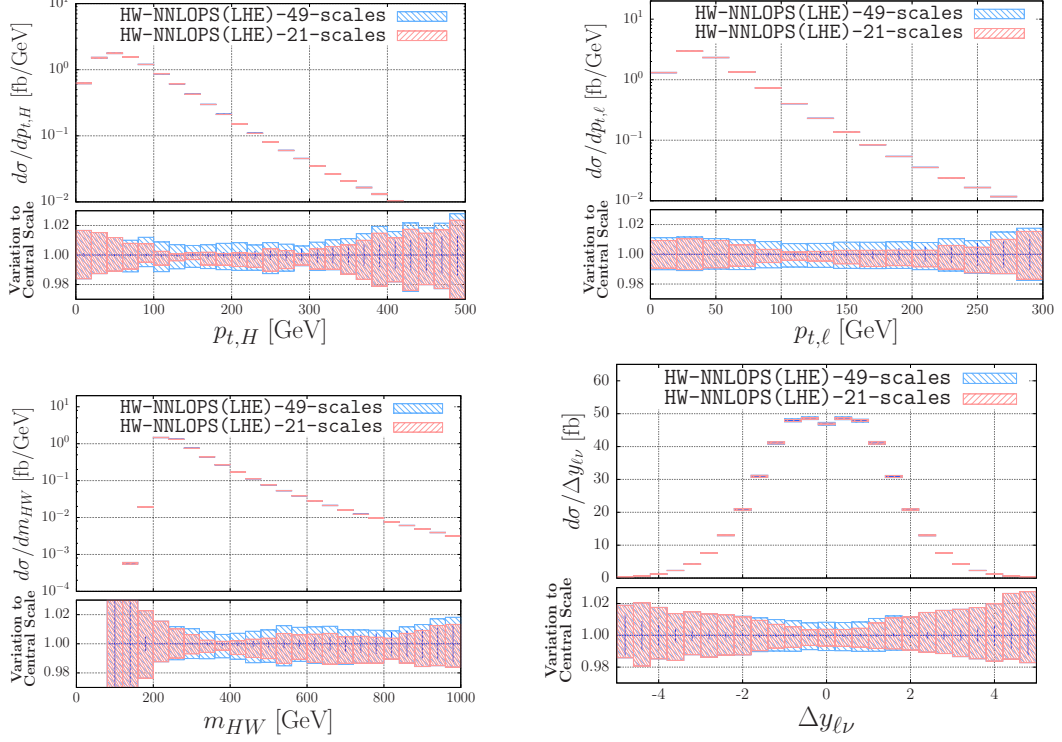 HW-NNLOPS(LHE)-49-scales
HW-NNLOPS(LHE)-21-scales
dσ/dp_{t,H} [fb/GeV]
10^1
10^0
10^{-1}
10^{-2}
Variation to
Central Scale
1.02
1.00
0.98
0 100 200 300 400 500
p_{t,H} [GeV]
HW-NNLOPS(LHE)-49-scales
HW-NNLOPS(LHE)-21-scales
dσ/dp_{t,ℓ} [fb/GeV]
10^1
10^0
10^{-1}
10^{-2}
Variation to
Central Scale
1.02
1.00
0.98
0 50 100 150 200 250 300
p_{t,ℓ} [GeV]
HW-NNLOPS(LHE)-49-scales
HW-NNLOPS(LHE)-21-scales
dσ/dm_{HW} [fb/GeV]
10^1
10^0
10^{-1}
10^{-2}
10^{-3}
10^{-4}
Variation to
Central Scale
1.02
1.00
0.98
0 200 400 600 800 1000
m_{HW} [GeV]
HW-NNLOPS(LHE)-49-scales
HW-NNLOPS(LHE)-21-scales
dσ/Δy_{ℓν} [fb]
60
50
40
30
20
10
0
Variation to
Central Scale
1.02
1.00
0.98
-4 -2 0 2 4
Δy_{ℓν}